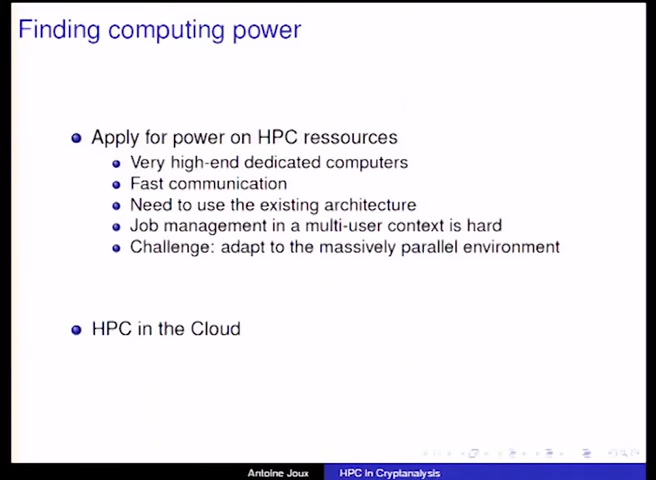 Finding computing power
Apply for power on HPC ressources
Very high-end dedicated computers
Fast communication
Need to use the existing architecture
Job management in a multi-user context is hard
Challenge: adapt to the massively parallel environment
HPC in the Cloud
Antoine Joux
HPC in Cryptanalysis